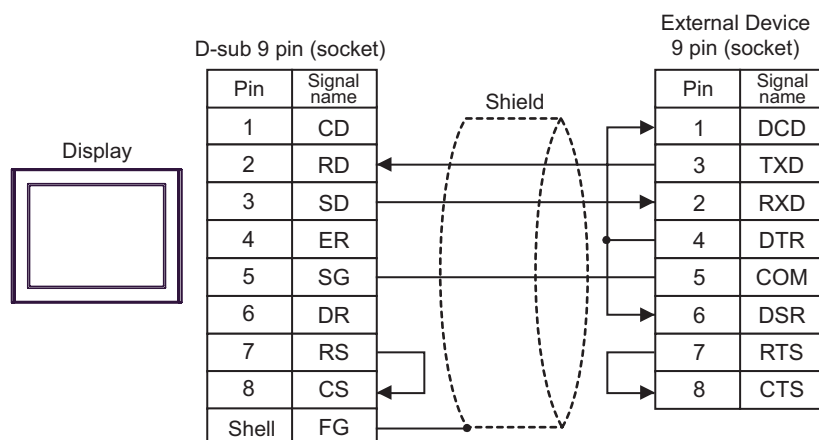 External Device
D-sub 9 pin (socket) 9 pin (socket)
Pin Signal name Pin Signal name
Shield
1 CD 1 DCD
Display
2 RD 3 TXD
3 SD 2 RXD
4 ER 4 DTR
5 SG 5 COM
6 DR 6 DSR
7 RS 7 RTS
8 CS 8 CTS
Shell FG